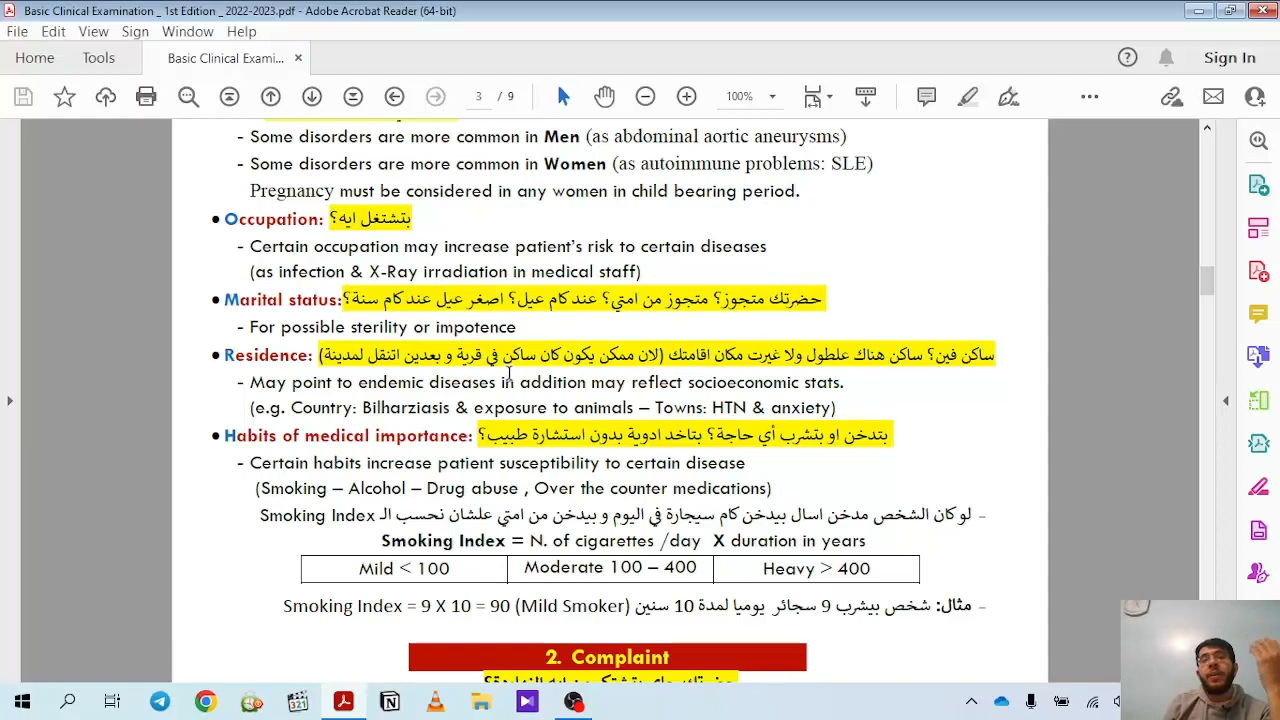 Basic Clinical Examination _ 1st Edition _ 2022-2023.pdf - Adobe Acrobat Reader (64-bit)
File Edit View Sign Window Help
Home Tools Basic Clinical Exami... × Sign In
3 / 9 100%
- Some disorders are more common in Men (as abdominal aortic aneurysms)
- Some disorders are more common in Women (as autoimmune problems: SLE)
Pregnancy must be considered in any women in child bearing period.
• Occupation: بتشتغل ايه؟
- Certain occupation may increase patient's risk to certain diseases
(as infection & X-Ray irradiation in medical staff)
• Marital status: حضرتك متجوز؟ متجوز من امتي؟ عندكام عيل؟ اصغر عيل عند كام سنة؟
- For possible sterility or impotence
• Residence: ساكن فين؟ ساكن هناك علطول ولا غيرت مكان اقامتك (لان ممكن يكون كان ساكن في قرية و بعدين اتنقل لمدينة)
- May point to endemic diseases in addition may reflect socioeconomic stats.
(e.g. Country: Bilharziasis & exposure to animals – Towns: HTN & anxiety)
• Habits of medical importance: بتدخن او بتشرب أي حاجة؟ بتاخد ادوية بدون استشارة طبيب؟
- Certain habits increase patient susceptibility to certain disease
(Smoking – Alcohol – Drug abuse , Over the counter medications)
– لو كان الشخص مدخن اسال بيدخن كام سيجارة في اليوم و بيدخن من امتي علشان نحسب الـ Smoking Index
Smoking Index = N. of cigarettes /day X duration in years
Mild < 100 Moderate 100 – 400 Heavy > 400
– مثال: شخص بيشرب 9 سجائر يوميا لمدة 10 سنين Smoking Index = 9 X 10 = 90 (Mild Smoker)
2. Complaint